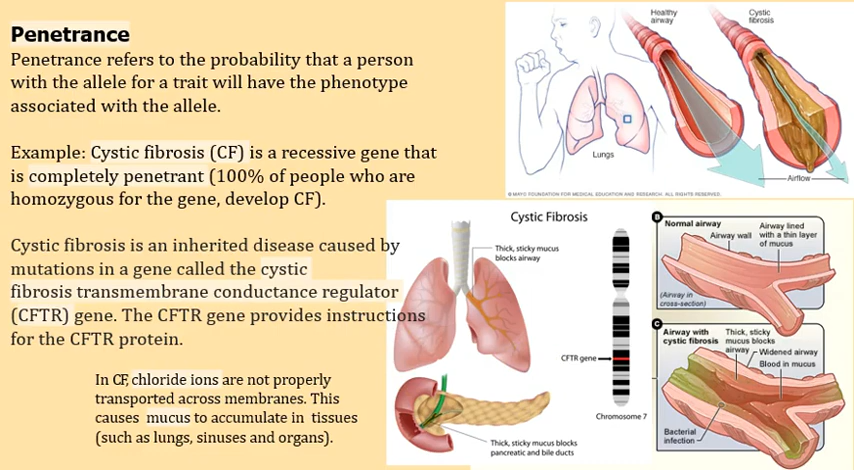 Penetrance
Penetrance refers to the probability that a person
with the allele for a trait will have the phenotype
associated with the allele.
Example: Cystic fibrosis (CF) is a recessive gene that
is completely penetrant (100% of people who are
homozygous for the gene, develop CF).
Cystic fibrosis is an inherited disease caused by
mutations in a gene called the cystic
fibrosis transmembrane conductance regulator
(CFTR) gene. The CFTR gene provides instructions
for the CFTR protein.
In CF, chloride ions are not properly
transported across membranes. This
causes mucus to accumulate in tissues
(such as lungs, sinuses and organs).
Healthy
airway
Cystic
fibrosis
Lungs
Airflow
© MAYO FOUNDATION FOR MEDICAL EDUCATION AND RESEARCH. ALL RIGHTS RESERVED.
Cystic Fibrosis
Thick, sticky mucus
blocks airway
CFTR gene
Chromosome 7
Thick, sticky mucus blocks
pancreatic and bile ducts
B
Normal airway
Airway wall
Airway lined
with a thin layer
of mucus
(Airway in
cross-section)
C
Airway with
cystic fibrosis
Thick, sticky
mucus blocks
airway
Widened airway
Blood in mucus
Bacterial
infection